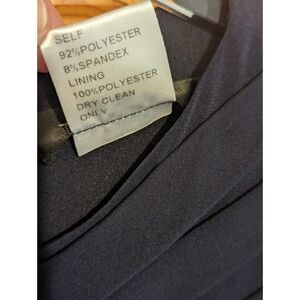 SELF
92%POLYESTER
8%SPANDEX
LINING
100%POLYESTER
DRY CLEAN
ONLY